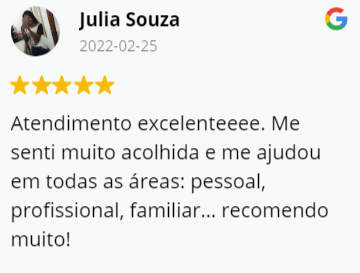 Julia Souza
2022-02-25
Atendimento excelenteeee. Me
senti muito acolhida e me ajudou
em todas as áreas: pessoal,
profissional, familiar... recomendo
muito!